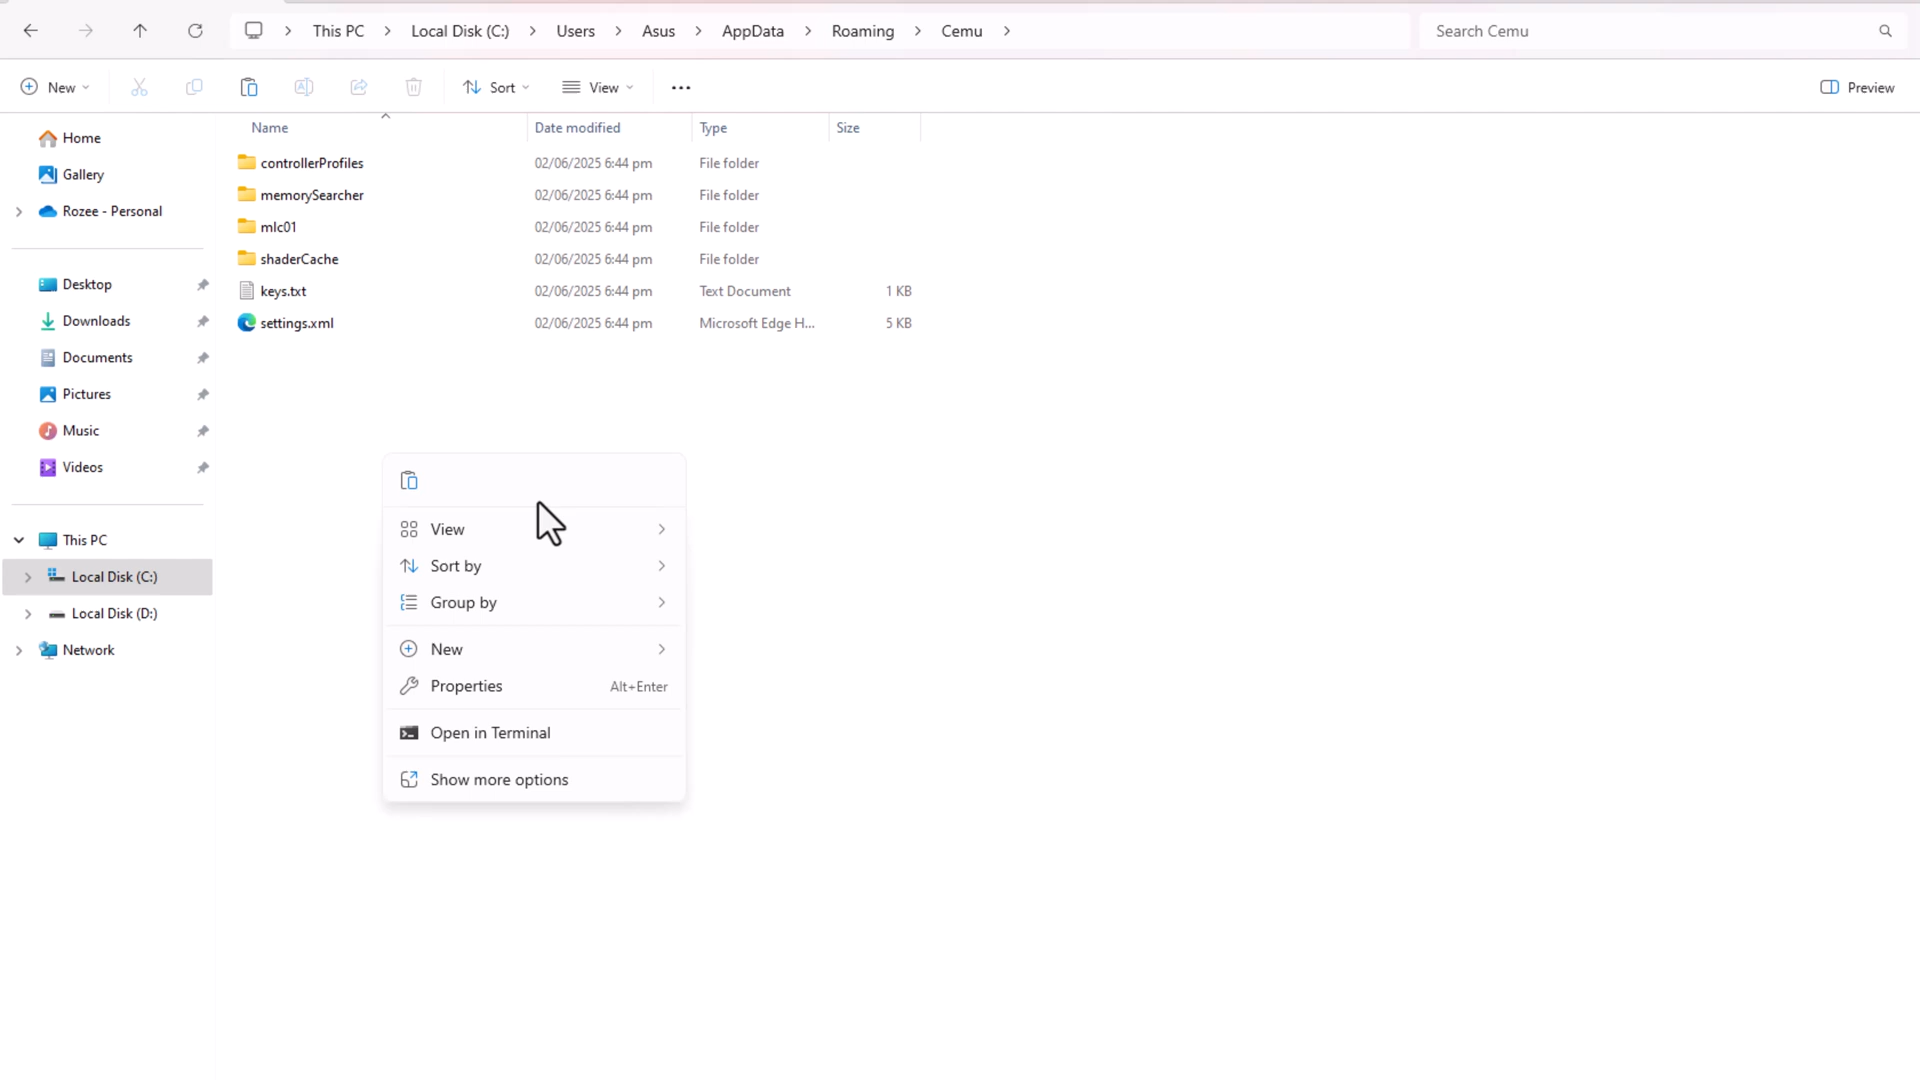 This PC > Local Disk (C:) > Users > Asus > AppData > Roaming > Cemu >
Search Cemu
New
Sort
View
Preview
Name Date modified Type Size
controllerProfiles 02/06/2025 6:44 pm File folder
memorySearcher 02/06/2025 6:44 pm File folder
mlc01 02/06/2025 6:44 pm File folder
shaderCache 02/06/2025 6:44 pm File folder
keys.txt 02/06/2025 6:44 pm Text Document 1 KB
settings.xml 02/06/2025 6:44 pm Microsoft Edge H... 5 KB
Home
Gallery
Rozee - Personal
Desktop
Downloads
Documents
Pictures
Music
Videos
This PC
Local Disk (C:)
Local Disk (D:)
Network
View
Sort by
Group by
New
Properties Alt+Enter
Open in Terminal
Show more options